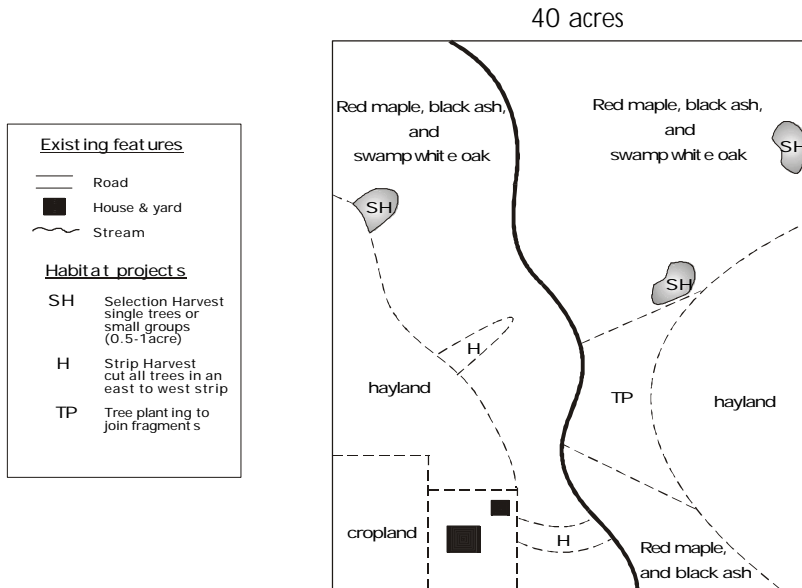 40 acres
Existing features
Road
House & yard
Stream
Habitat projects
SH
Selection Harvest
single trees or
small groups
(0.5-1acre)
H
Strip Harvest
cut all trees in an
east to west strip
TP
Tree planting to
join fragments
Red maple, black ash,
and
swamp white oak
Red maple, black ash,
and
swamp white oak
SH
SH
SH
H
hayland
TP
hayland
cropland
H
Red maple,
and black ash